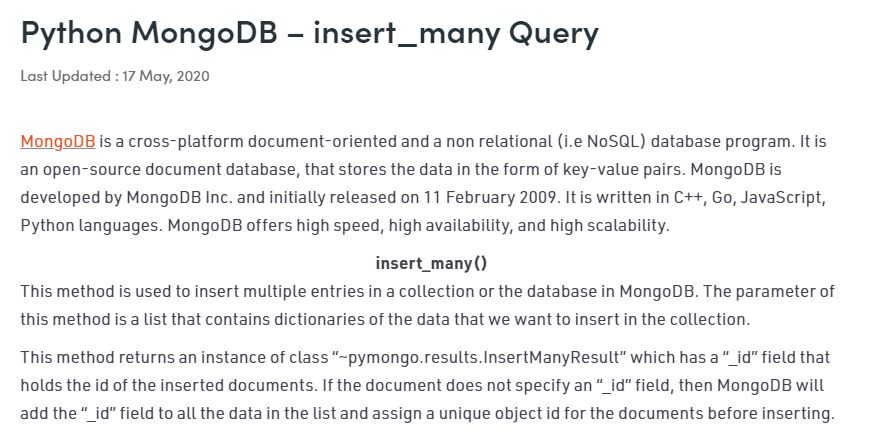 Python MongoDB – insert_many Query
Last Updated : 17 May, 2020
MongoDB is a cross-platform document-oriented and a non relational (i.e NoSQL) database program. It is
an open-source document database, that stores the data in the form of key-value pairs. MongoDB is
developed by MongoDB Inc. and initially released on 11 February 2009. It is written in C++, Go, JavaScript,
Python languages. MongoDB offers high speed, high availability, and high scalability.
insert_many()
This method is used to insert multiple entries in a collection or the database in MongoDB. The parameter of
this method is a list that contains dictionaries of the data that we want to insert in the collection.
This method returns an instance of class “~pymongo.results.InsertManyResult” which has a “_id” field that
holds the id of the inserted documents. If the document does not specify an “_id” field, then MongoDB will
add the “_id” field to all the data in the list and assign a unique object id for the documents before inserting.